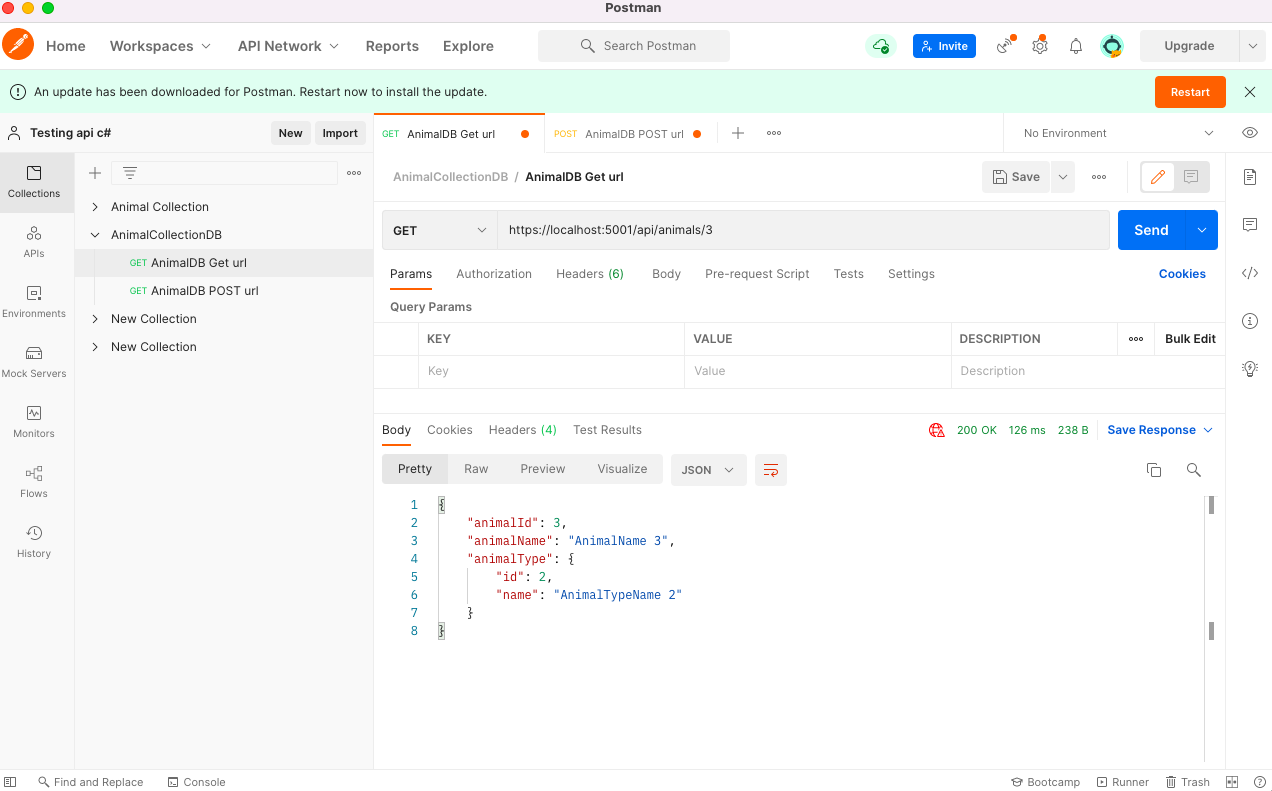 Postman
Home Workspaces API Network Reports Explore Search Postman Invite Upgrade
An update has been downloaded for Postman. Restart now to install the update. Restart
Testing api c# New Import
GET AnimalDB Get url POST AnimalDB POST url No Environment
Collections
APIs
Environments
Mock Servers
Monitors
Flows
History
Animal Collection
AnimalCollectionDB
GET AnimalDB Get url
GET AnimalDB POST url
New Collection
New Collection
AnimalCollectionDB / AnimalDB Get url Save
GET https://localhost:5001/api/animals/3 Send
Params Authorization Headers (6) Body Pre-request Script Tests Settings Cookies
Query Params
KEY VALUE DESCRIPTION Bulk Edit
Key Value Description
Body Cookies Headers (4) Test Results 200 OK 126 ms 238 B Save Response
Pretty Raw Preview Visualize JSON
1 {
2 "animalId": 3,
3 "animalName": "AnimalName 3",
4 "animalType": {
5 "id": 2,
6 "name": "AnimalTypeName 2"
7 }
8 }
Find and Replace Console Bootcamp Runner Trash